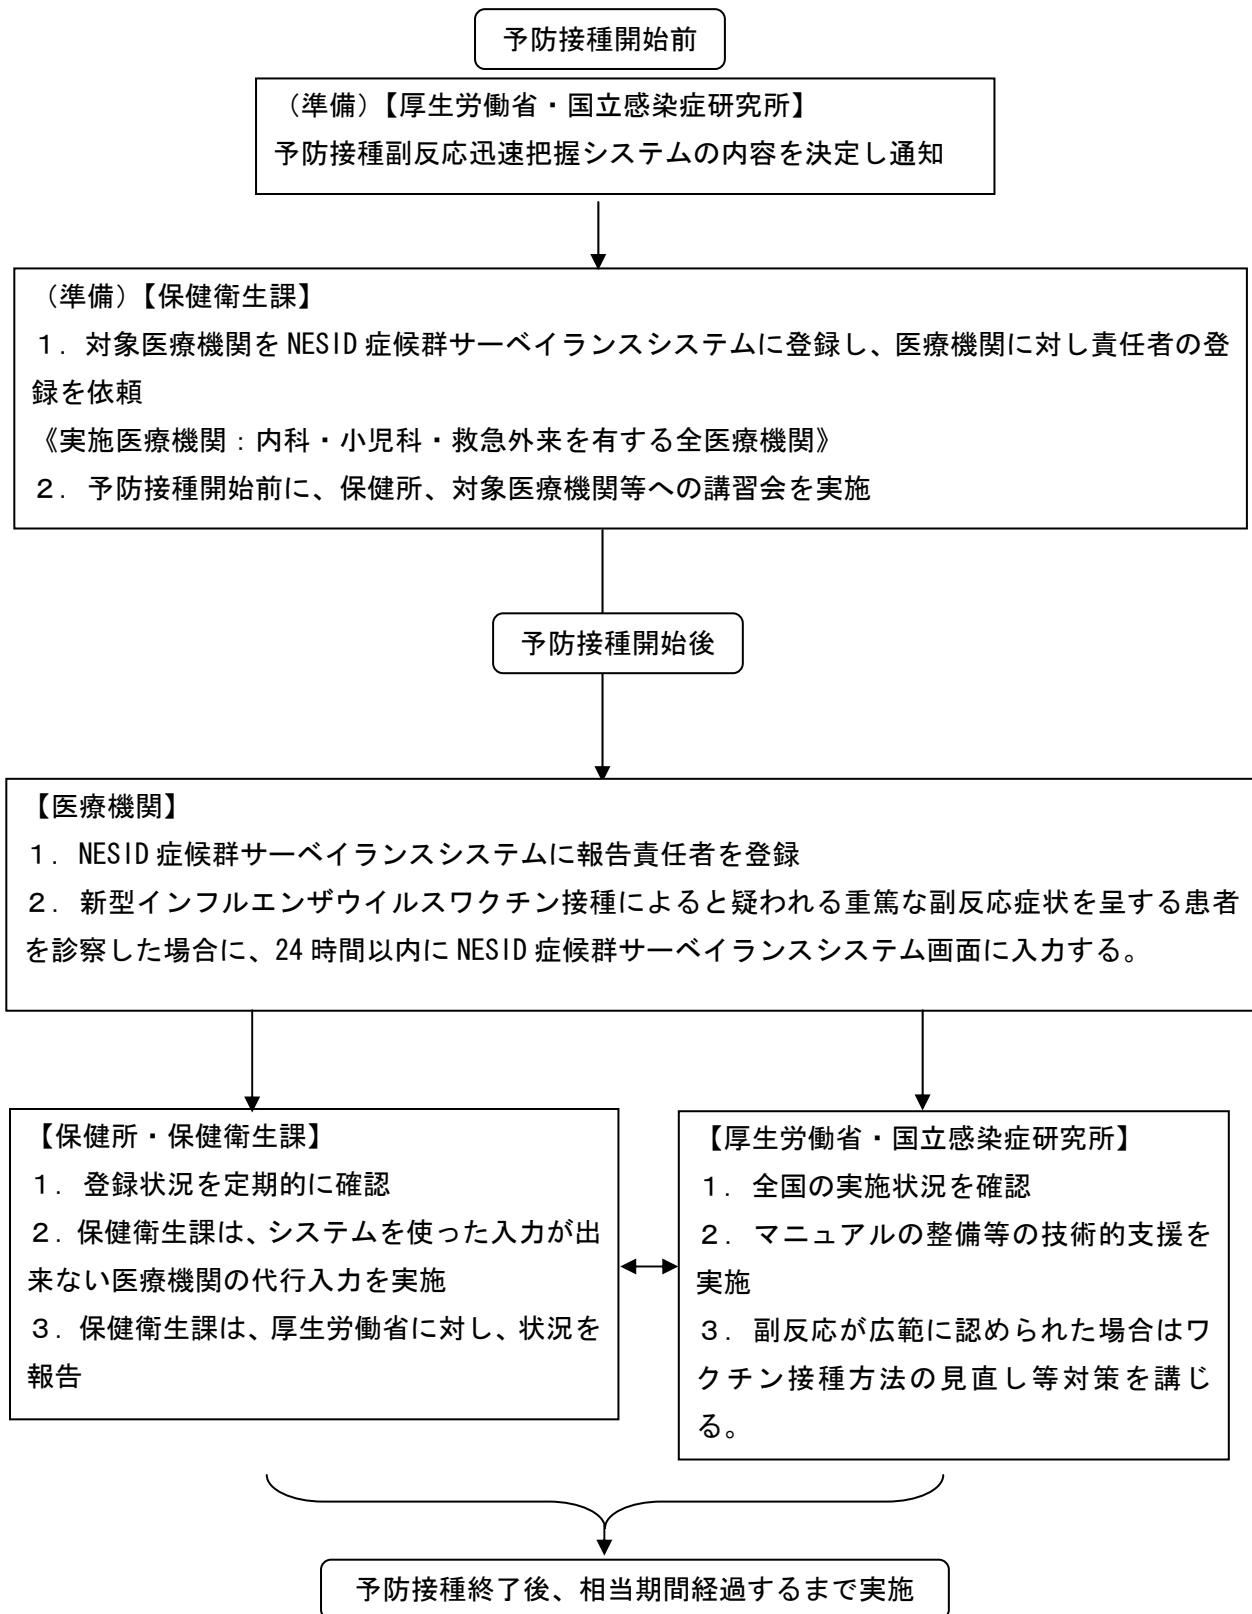 予防接種開始前
（準備）【厚生労働省・国立感染症研究所】
予防接種副反応迅速把握システムの内容を決定し通知
（準備）【保健衛生課】
１．対象医療機関を NESID 症候群サーベイランスシステムに登録し、医療機関に対し責任者の登
録を依頼
《実施医療機関：内科・小児科・救急外来を有する全医療機関》
２．予防接種開始前に、保健所、対象医療機関等への講習会を実施
予防接種開始後
【医療機関】
１．NESID 症候群サーベイランスシステムに報告責任者を登録
２．新型インフルエンザウイルスワクチン接種によると疑われる重篤な副反応症状を呈する患者
を診察した場合に、24 時間以内に NESID 症候群サーベイランスシステム画面に入力する。
【保健所・保健衛生課】
１．登録状況を定期的に確認
２．保健衛生課は、システムを使った入力が出
来ない医療機関の代行入力を実施
３．保健衛生課は、厚生労働省に対し、状況を
報告
【厚生労働省・国立感染症研究所】
１．全国の実施状況を確認
２．マニュアルの整備等の技術的支援を
実施
３．副反応が広範に認められた場合はワ
クチン接種方法の見直し等対策を講じ
る。
予防接種終了後、相当期間経過するまで実施